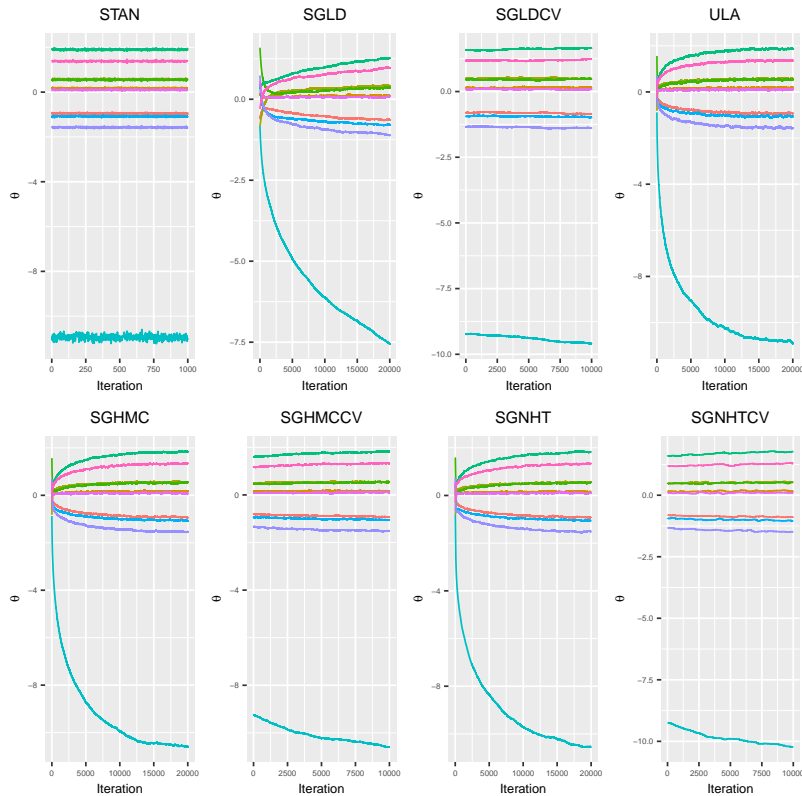 STAN SGLD SGLDCV ULA
0 −4 −8
θ
0 250 500 750 1000
Iteration
0.0 −2.5 −5.0 −7.5
θ
0 5000 10000 15000 20000
Iteration
0.0 −2.5 −5.0 −7.5 −10.0
θ
0 2500 5000 7500 10000
Iteration
0 −4 −8
θ
0 5000 10000 15000 20000
Iteration
SGHMC SGHMCCV SGNHT SGNHTCV
0 −4 −8
θ
0 5000 10000 15000 20000
Iteration
0 −4 −8
θ
0 2500 5000 7500 10000
Iteration
0 −4 −8
θ
0 5000 10000 15000 20000
Iteration
0.0 −2.5 −5.0 −7.5 −10.0
θ
0 2500 5000 7500 10000
Iteration